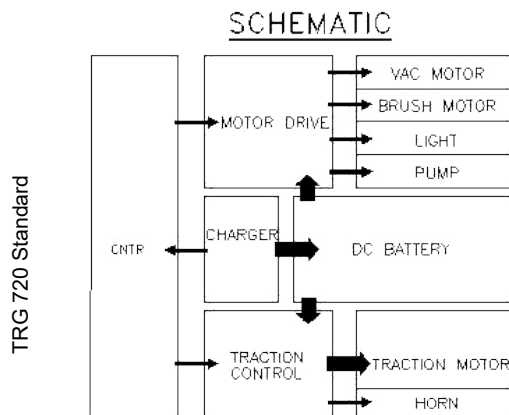 SCHEMATIC
TRG 720 Standard
CNTR
MOTOR DRIVE
VAC MOTOR
BRUSH MOTOR
LIGHT
PUMP
CHARGER
DC BATTERY
TRACTION
CONTROL
TRACTION MOTOR
HORN